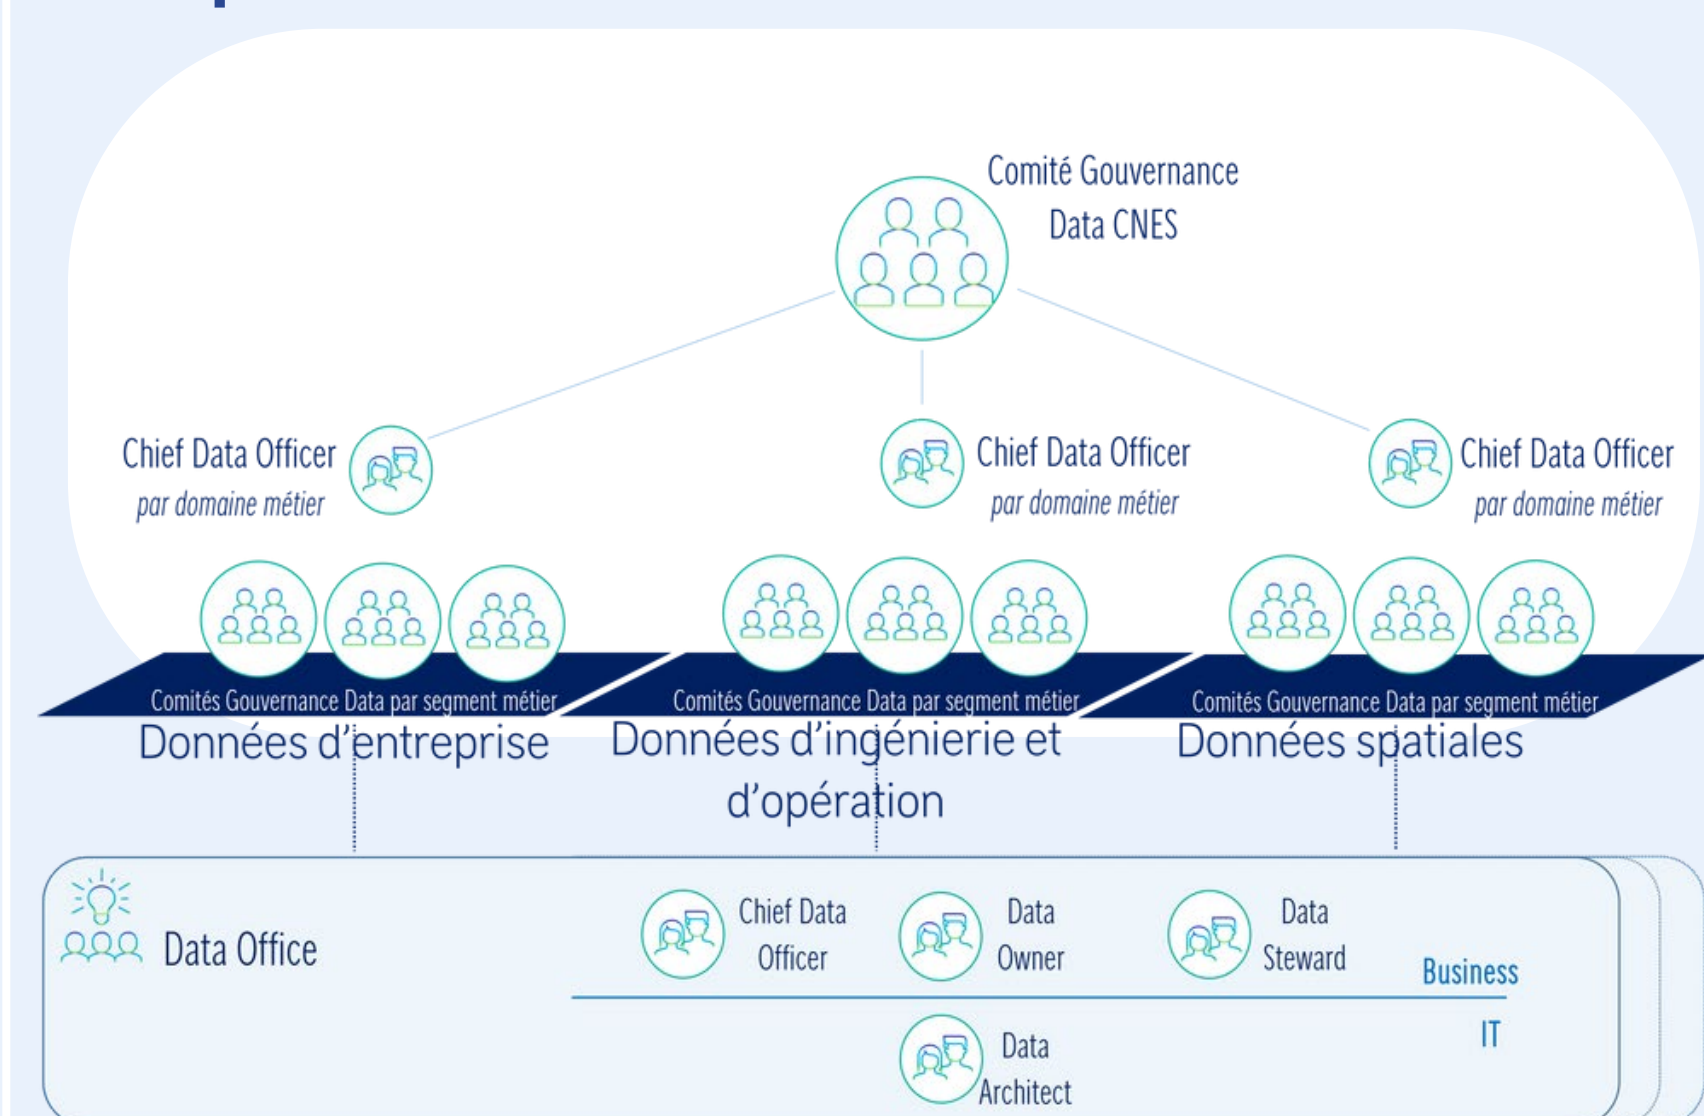 Comité Gouvernance
Data CNES
Chief Data Officer
par domaine métier
Chief Data Officer
par domaine métier
Chief Data Officer
par domaine métier
Comités Gouvernance Data par segment métier
Comités Gouvernance Data par segment métier
Comités Gouvernance Data par segment métier
Données d'entreprise
Données d'ingénierie et
d'opération
Données spatiales
Data Office
Chief Data
Officer
Data
Owner
Data
Steward
Business
IT
Data
Architect